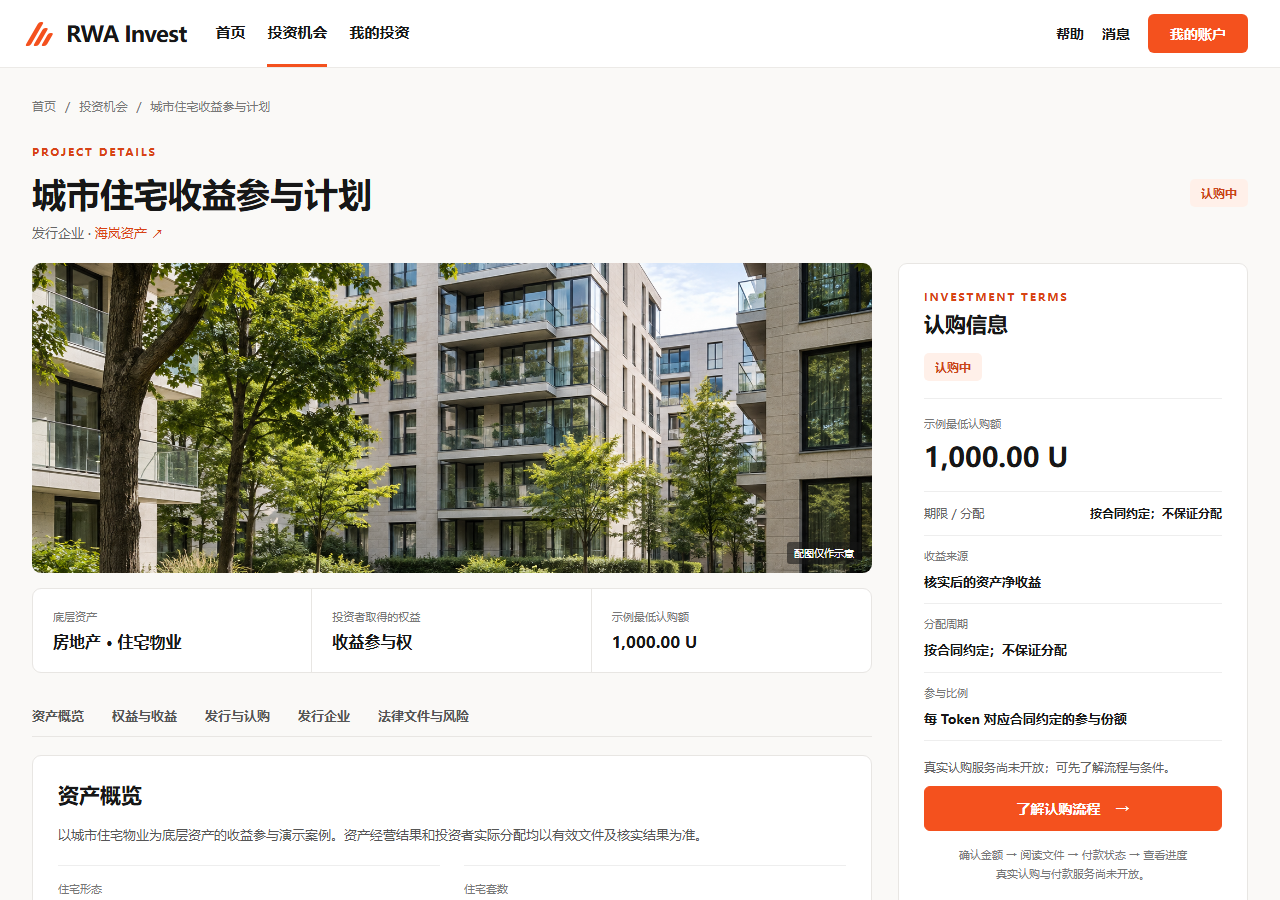 RWA Invest
首页
投资机会
我的投资
帮助
消息
我的账户
首页 / 投资机会 / 城市住宅收益参与计划
PROJECT DETAILS
城市住宅收益参与计划
认购中
发行企业 · 海岚资产 ↗
配图仅作示意
底层资产
房地产 • 住宅物业
投资者取得的权益
收益参与权
示例最低认购额
1,000.00 U
资产概览
权益与收益
发行与认购
发行企业
法律文件与风险
资产概览
以城市住宅物业为底层资产的收益参与演示案例。资产经营结果和投资者实际分配均以有效文件及核实结果为准。
住宅形态
住宅套数
INVESTMENT TERMS
认购信息
认购中
示例最低认购额
1,000.00 U
期限 / 分配
按合同约定；不保证分配
收益来源
核实后的资产净收益
分配周期
按合同约定；不保证分配
参与比例
每 Token 对应合同约定的参与份额
真实认购服务尚未开放；可先了解流程与条件。
了解认购流程 →
确认金额 → 阅读文件 → 付款状态 → 查看进度
真实认购与付款服务尚未开放。